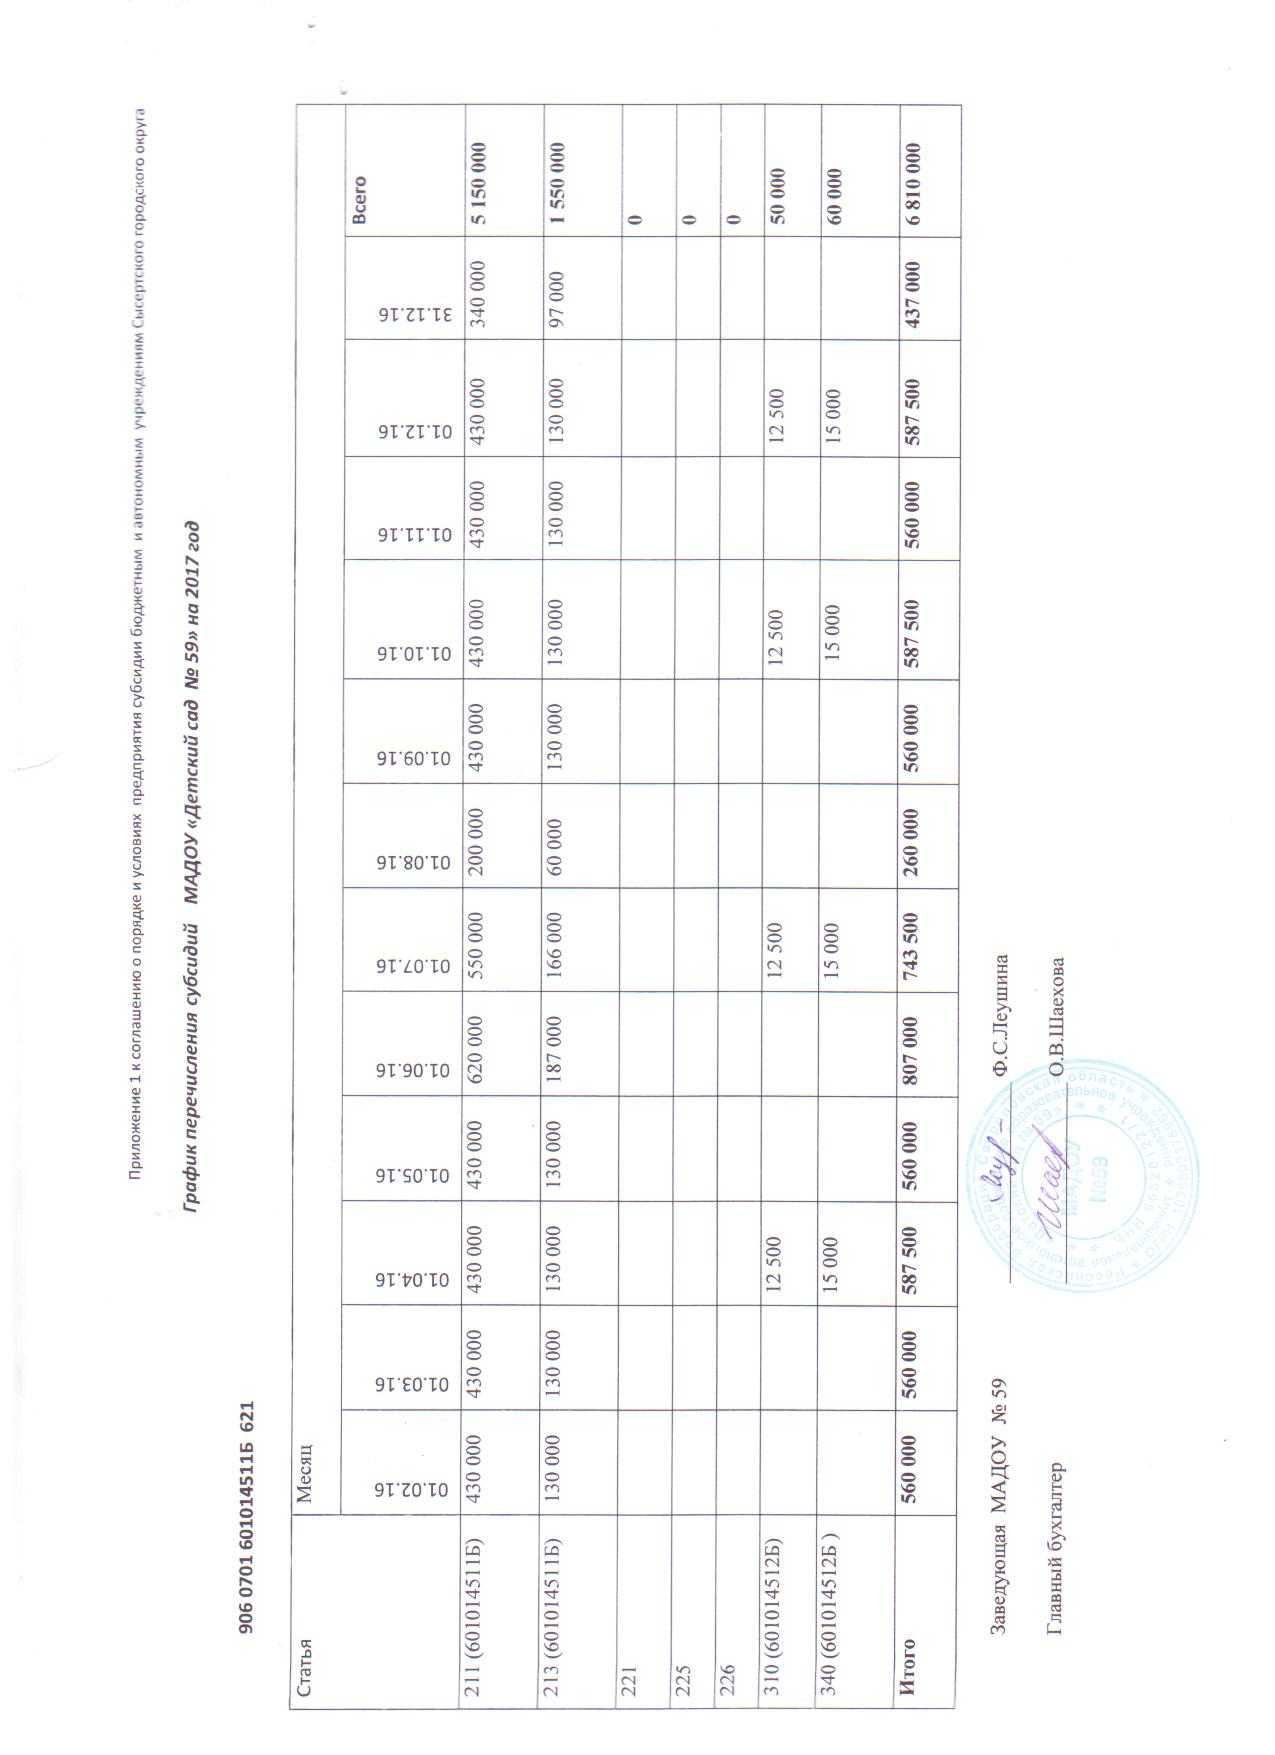 Приложение 1 к соглашению о порядке и условиях предприятия субсидии бюджетным и автономным учреждениям Сысертского городского округа
График перечисления субсидий МАДОУ «Детский сад № 59» на 2017 год
906 0701 601014511Б 621
Статья Месяц
01.02.16 01.03.16 01.04.16 01.05.16 01.06.16 01.07.16 01.08.16 01.09.16 01.10.16 01.11.16 01.12.16 31.12.16 Всего
211 (601014511Б) 430 000 430 000 430 000 430 000 620 000 550 000 200 000 430 000 430 000 430 000 430 000 340 000 5 150 000
213 (601014511Б) 130 000 130 000 130 000 130 000 187 000 166 000 60 000 130 000 130 000 130 000 130 000 97 000 1 550 000
221 0
225 0
226 0
310 (601014512Б) 12 500 12 500 12 500 12 500 50 000
340 (601014512Б ) 15 000 15 000 15 000 15 000 60 000
Итого 560 000 560 000 587 500 560 000 807 000 743 500 260 000 560 000 587 500 560 000 587 500 437 000 6 810 000
Заведующая МАДОУ № 59 Ф.С.Леушина
Главный бухгалтер О.В.Шаехова
МАДОУ
№59